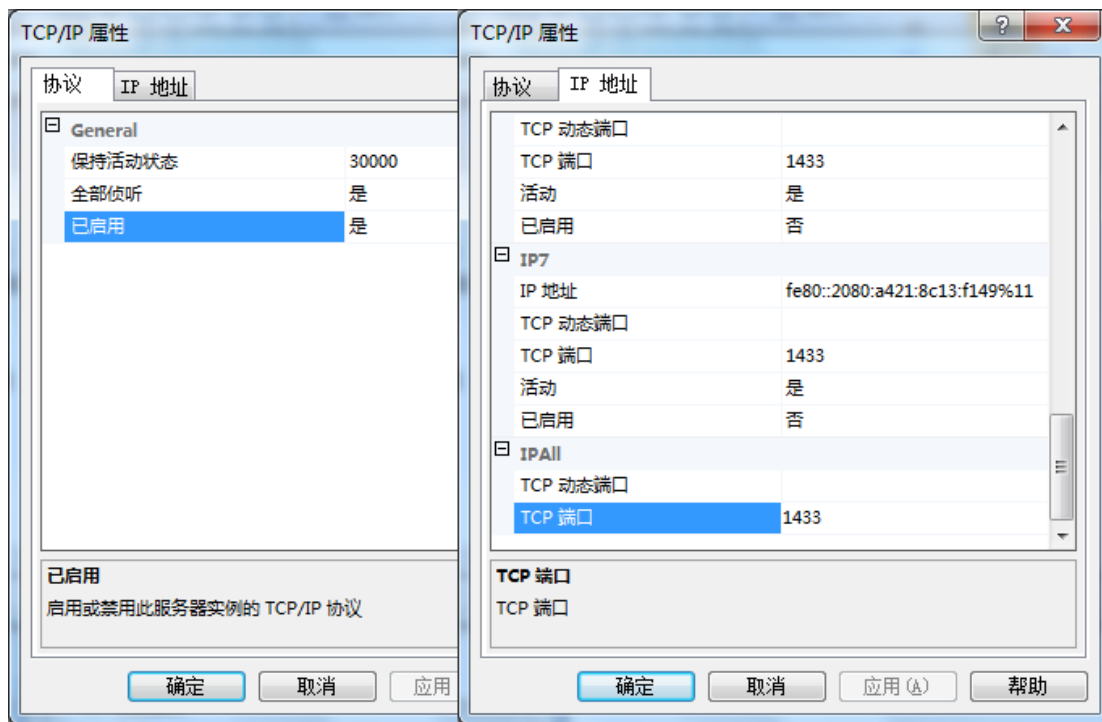 TCP/IP 属性
协议
IP 地址
General
保持活动状态 30000
全部侦听 是
已启用 是
已启用
启用或禁用此服务器实例的 TCP/IP 协议
确定
取消
应用
TCP/IP 属性
?
X
协议
IP 地址
TCP 动态端口
TCP 端口 1433
活动 是
已启用 否
IP7
IP 地址 fe80::2080:a421:8c13:f149%11
TCP 动态端口
TCP 端口 1433
活动 是
已启用 否
IPAll
TCP 动态端口
TCP 端口 1433
TCP 端口
TCP 端口
确定
取消
应用(A)
帮助